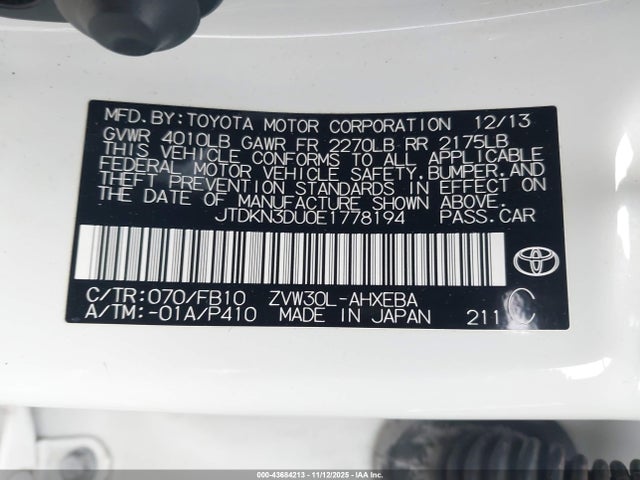 MFD. BY: TOYOTA MOTOR CORPORATION 12/13
GVWR 4010LB GAWR FR 2270LB RR 2175LB
THIS VEHICLE CONFORMS TO ALL APPLICABLE
FEDERAL MOTOR VEHICLE SAFETY, BUMPER, AND
THEFT PREVENTION STANDARDS IN EFFECT ON
THE DATE OF MANUFACTURE SHOWN ABOVE.
JTDKN3DU0E1778194 PASS.CAR
C/TR: 070/FB10 ZVW30L-AHXEBA C
A/TM: -01A/P410 MADE IN JAPAN 211
000-43684213 - 11/12/2025 - IAA Inc.